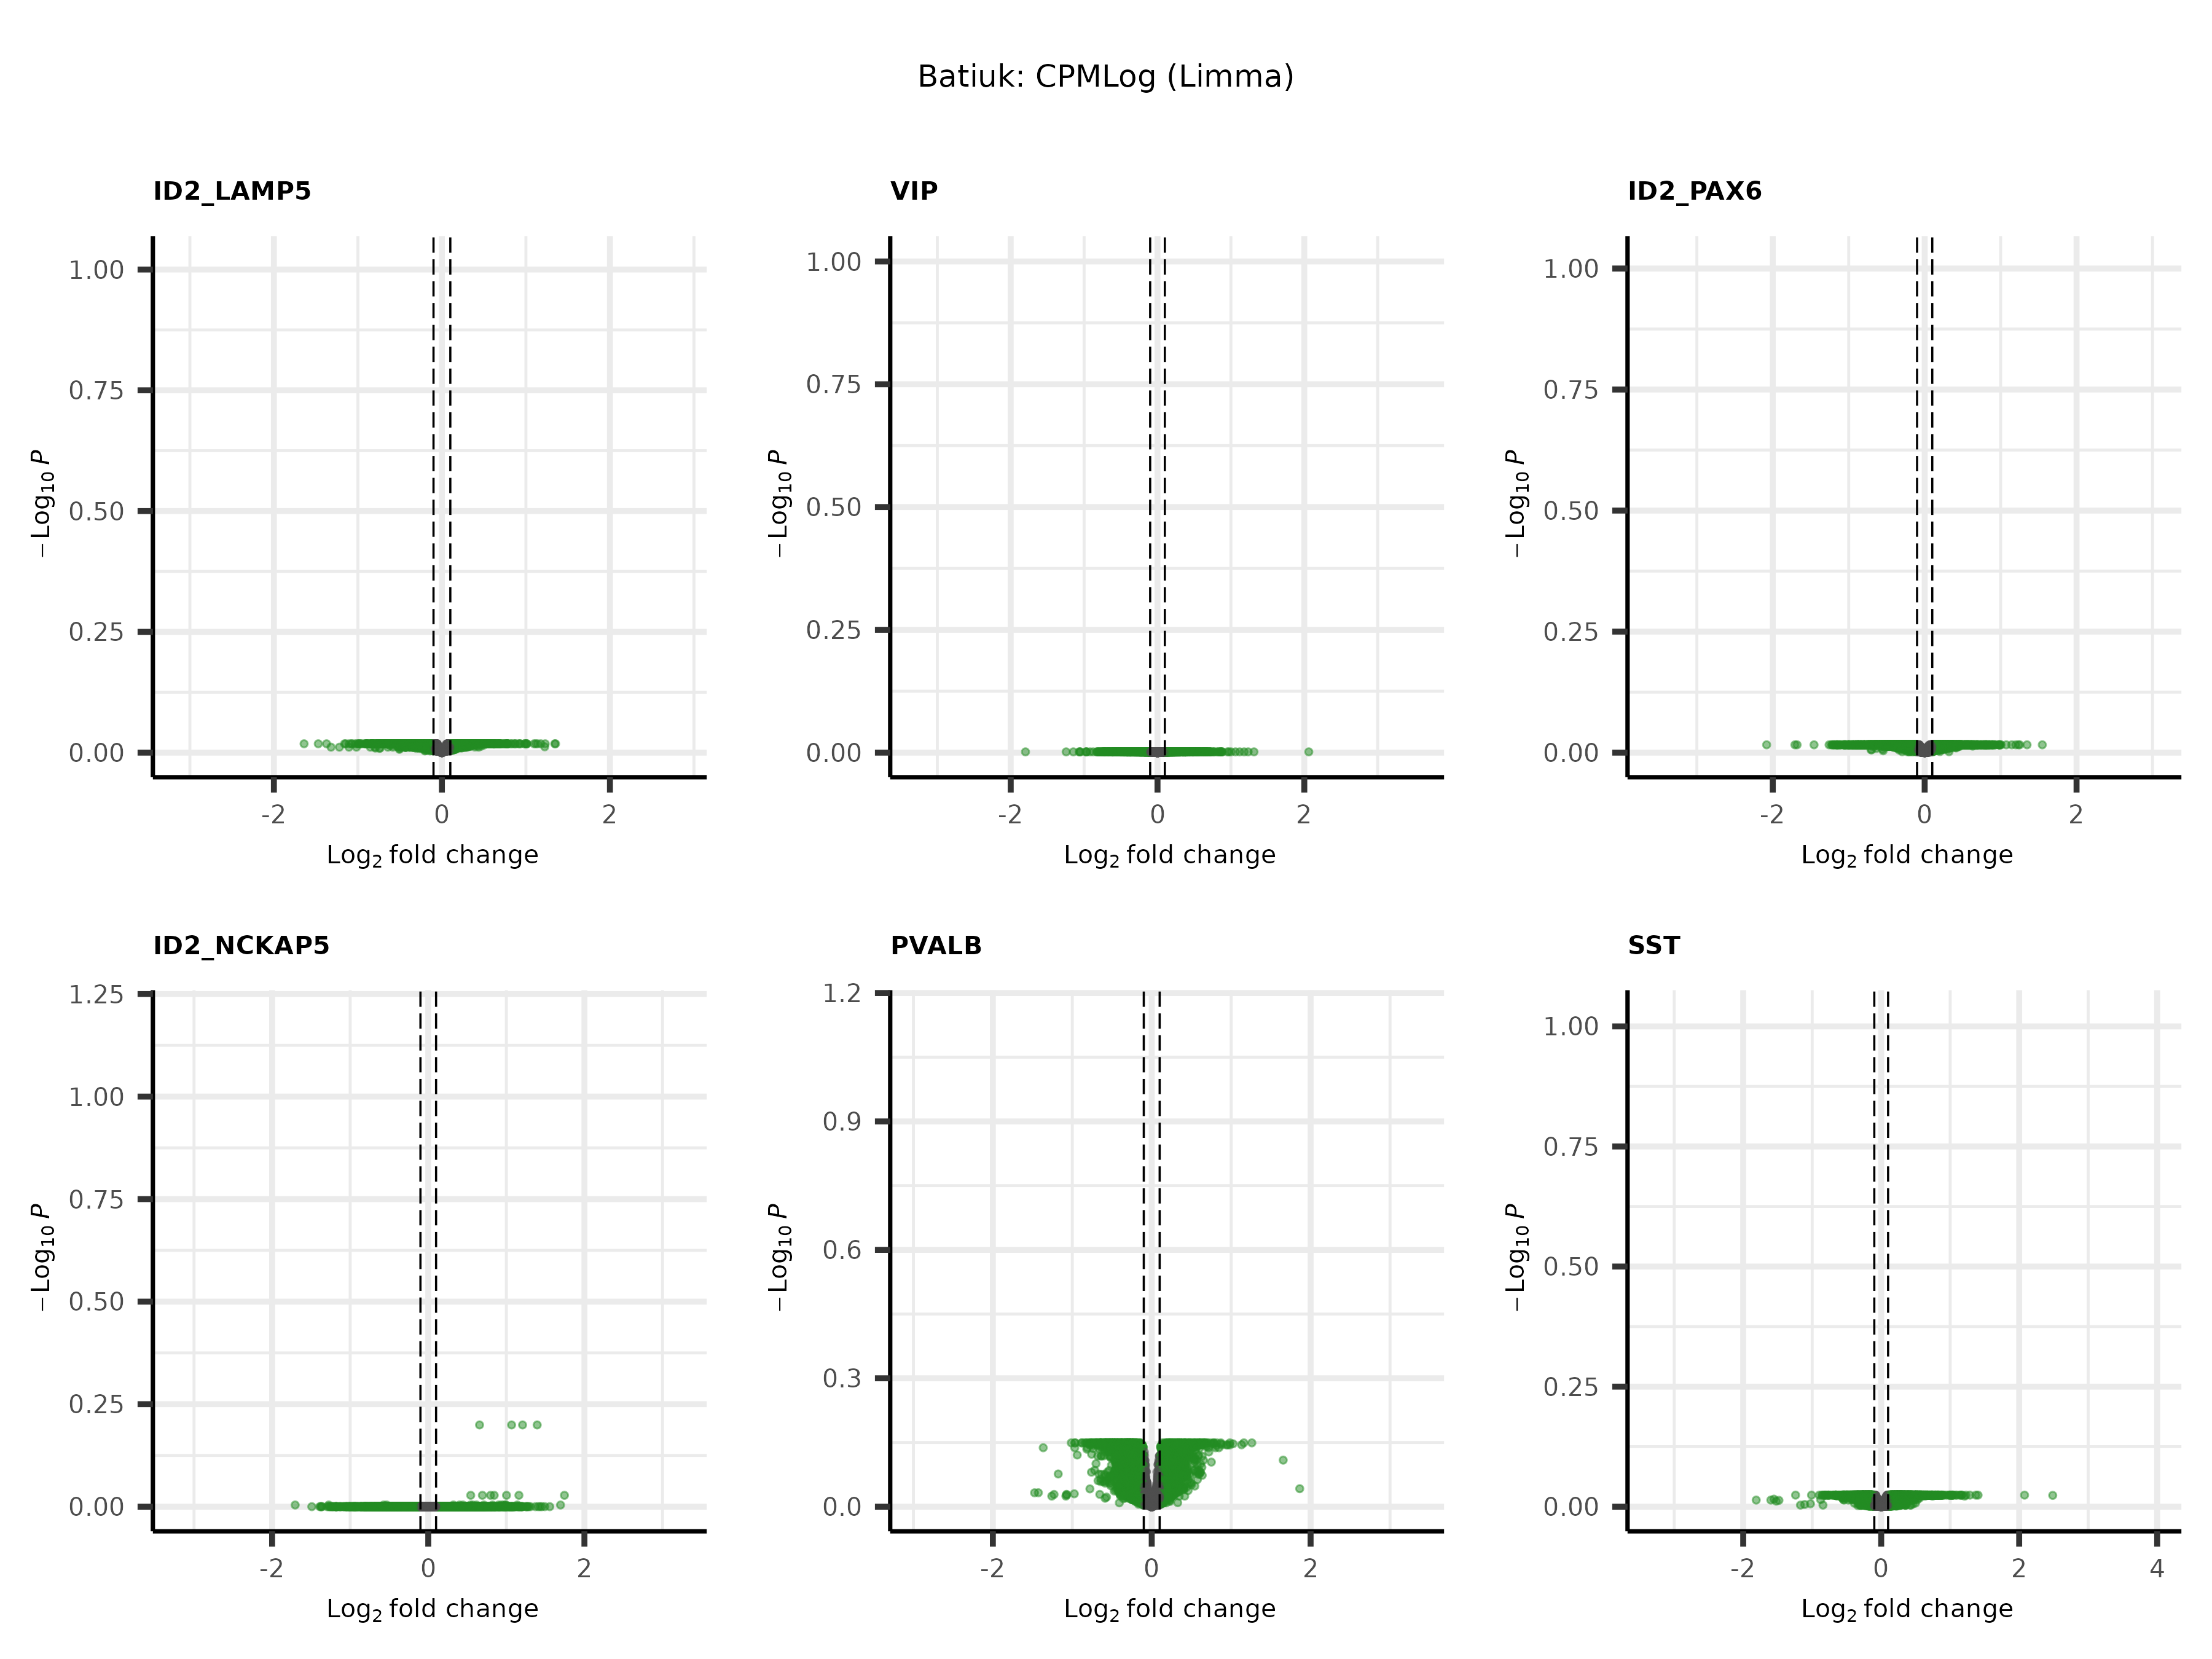 Batiuk: CPMLog (Limma)
ID2_LAMP5
1.00
0.75
0.50
0.25
0.00
−Log10 P
-2 0 2
Log2 fold change
VIP
1.00
0.75
0.50
0.25
0.00
−Log10 P
-2 0 2
Log2 fold change
ID2_PAX6
1.00
0.75
0.50
0.25
0.00
−Log10 P
-2 0 2
Log2 fold change
ID2_NCKAP5
1.25
1.00
0.75
0.50
0.25
0.00
−Log10 P
-2 0 2
Log2 fold change
PVALB
1.2
0.9
0.6
0.3
0.0
−Log10 P
-2 0 2
Log2 fold change
SST
1.00
0.75
0.50
0.25
0.00
−Log10 P
-2 0 2 4
Log2 fold change